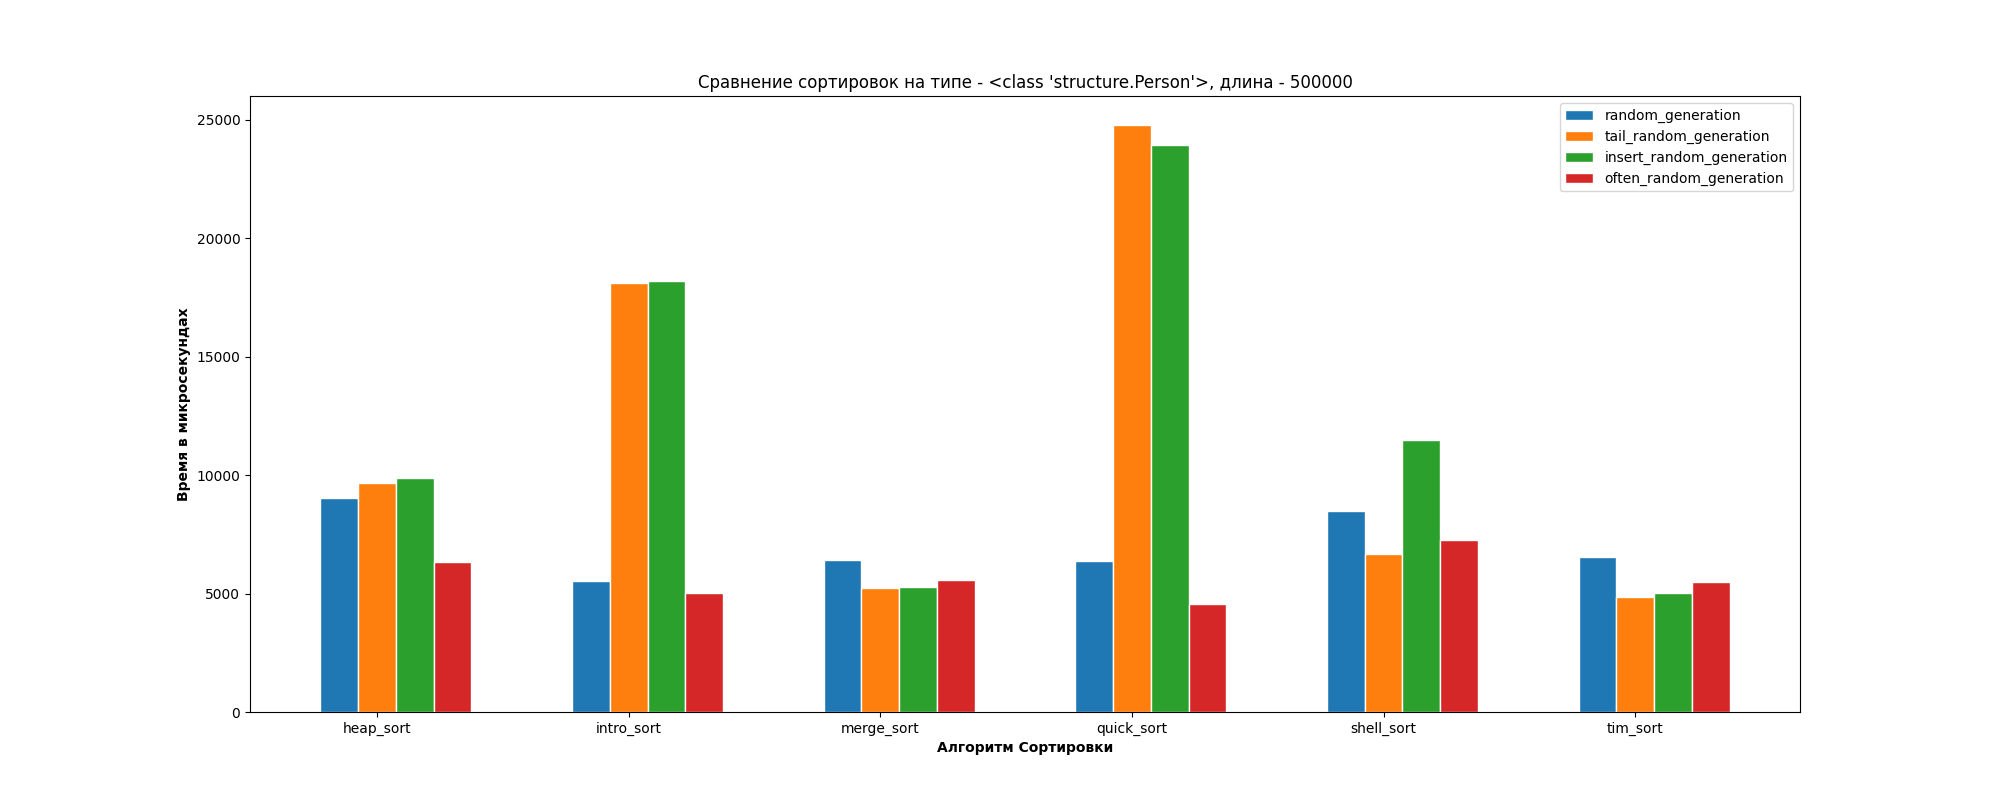 Сравнение сортировок на типе - <class 'structure.Person'>, длина - 500000
random_generation
tail_random_generation
insert_random_generation
often_random_generation
Время в микросекундах
25000
20000
15000
10000
5000
0
heap_sort intro_sort merge_sort quick_sort shell_sort tim_sort
Алгоритм Сортировки